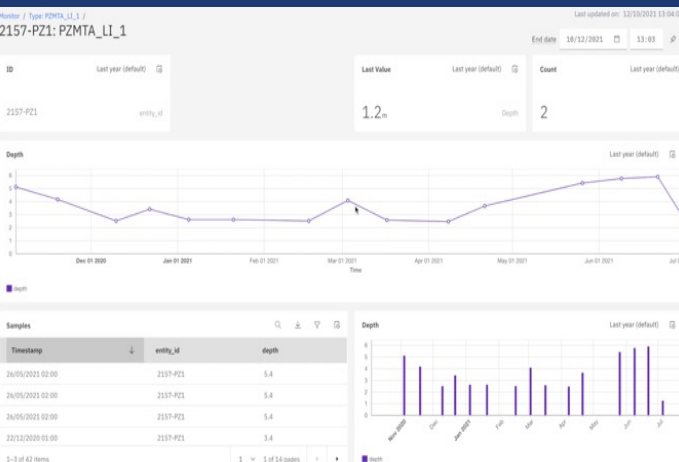 Monitor / Type: PZMTA_LI_1 /
Last updated on: 12/10/2021 13:04:0
2157-PZ1: PZMTA_LI_1
End date 10/12/2021 13:03
ID Last year (default)
2157-PZ1 entity_id
Last Value Last year (default)
1.2m Depth
Count Last year (default)
2
Depth Last year (default)
6
5
4
3
2
1
0
Dec 01 2020 Jan 01 2021 Feb 01 2021 Mar 01 2021 Apr 01 2021 May 01 2021 Jun 01 2021 Jul 0
Time
depth
Samples
Timestamp entity_id depth
26/05/2021 02:00 2157-PZ1 5.4
26/05/2021 02:00 2157-PZ1 5.4
26/05/2021 02:00 2157-PZ1 5.4
22/12/2020 01:00 2157-PZ1 3.4
1–3 of 42 items 1 1 of 14 pages
Depth Last year (default)
6
5
4
3
2
1
0
Nov 2020 Dec Jan 2021 Feb Mar Apr May Jun Jul
depth